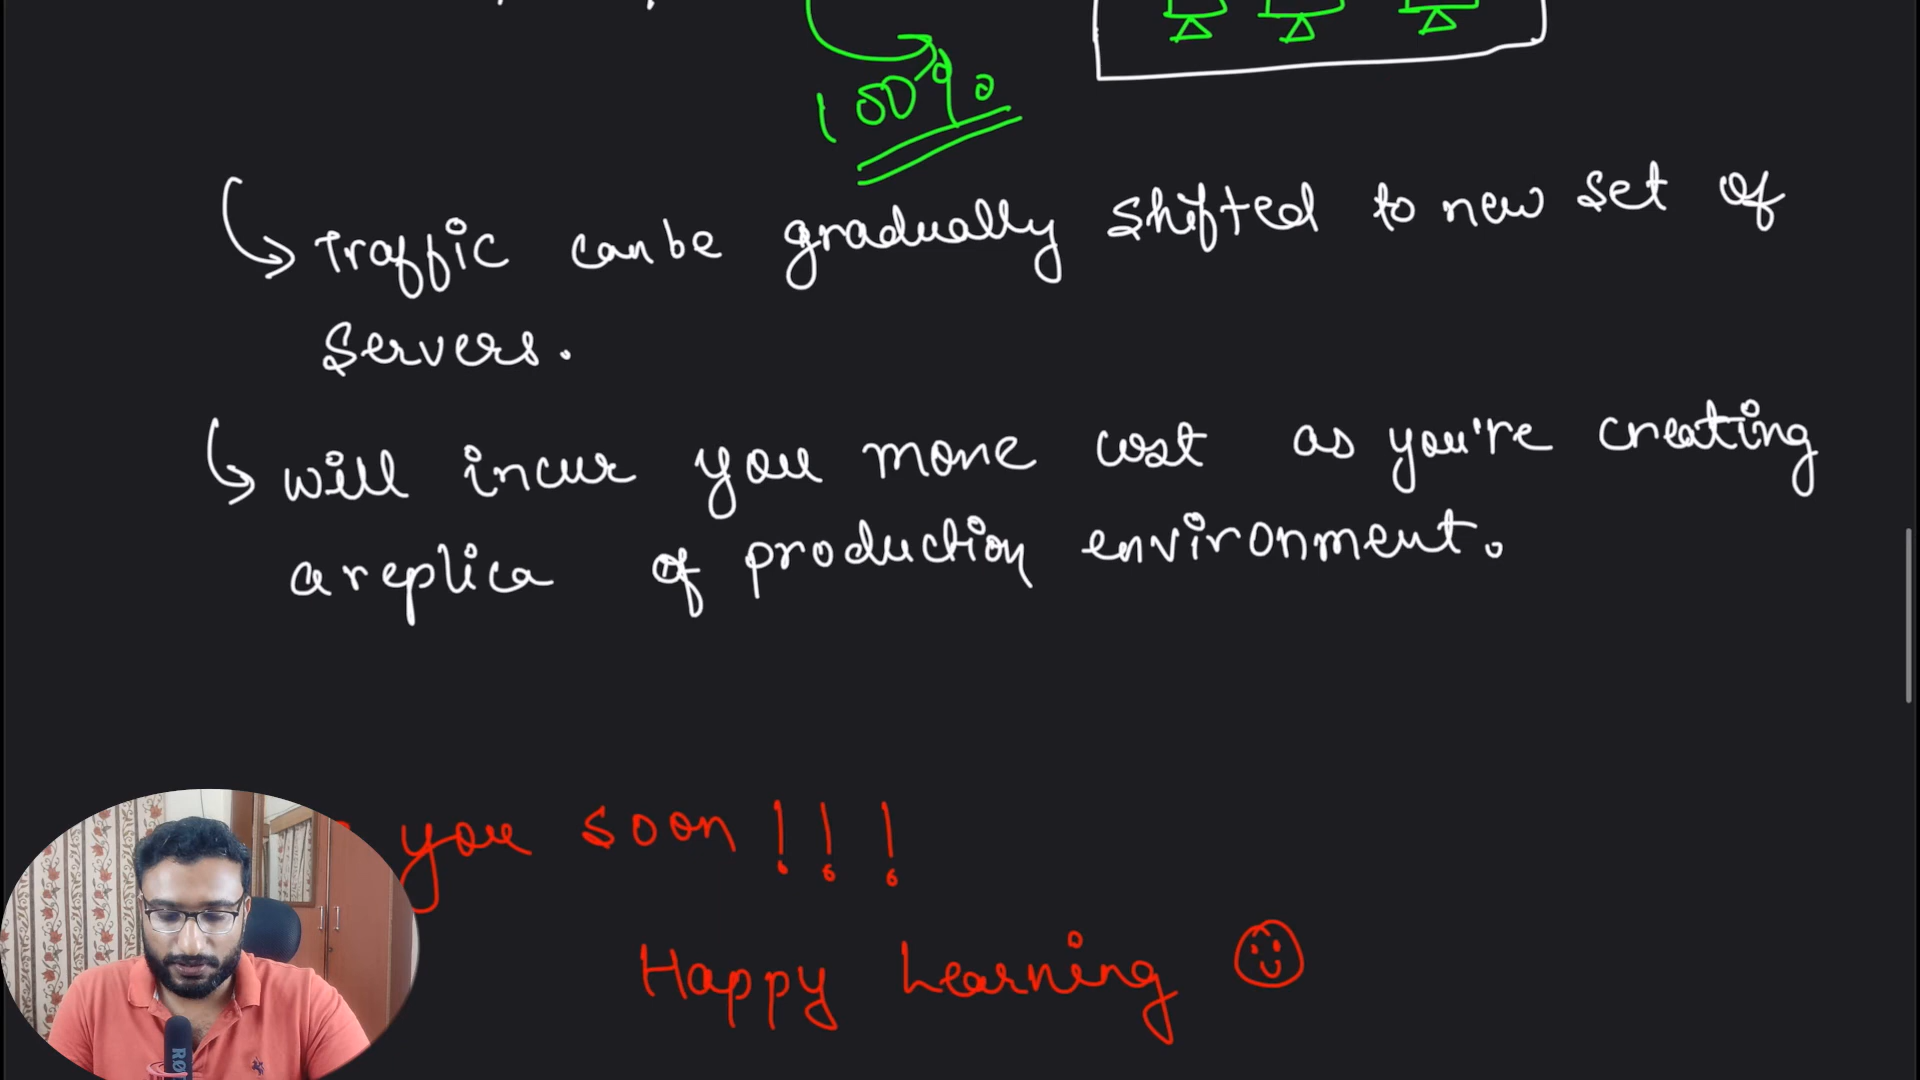 100%
Traffic can be gradually shifted to new set of
servers.
will incur you more cost as you're creating
a replica of production environment.
you soon !!!
Happy Learning